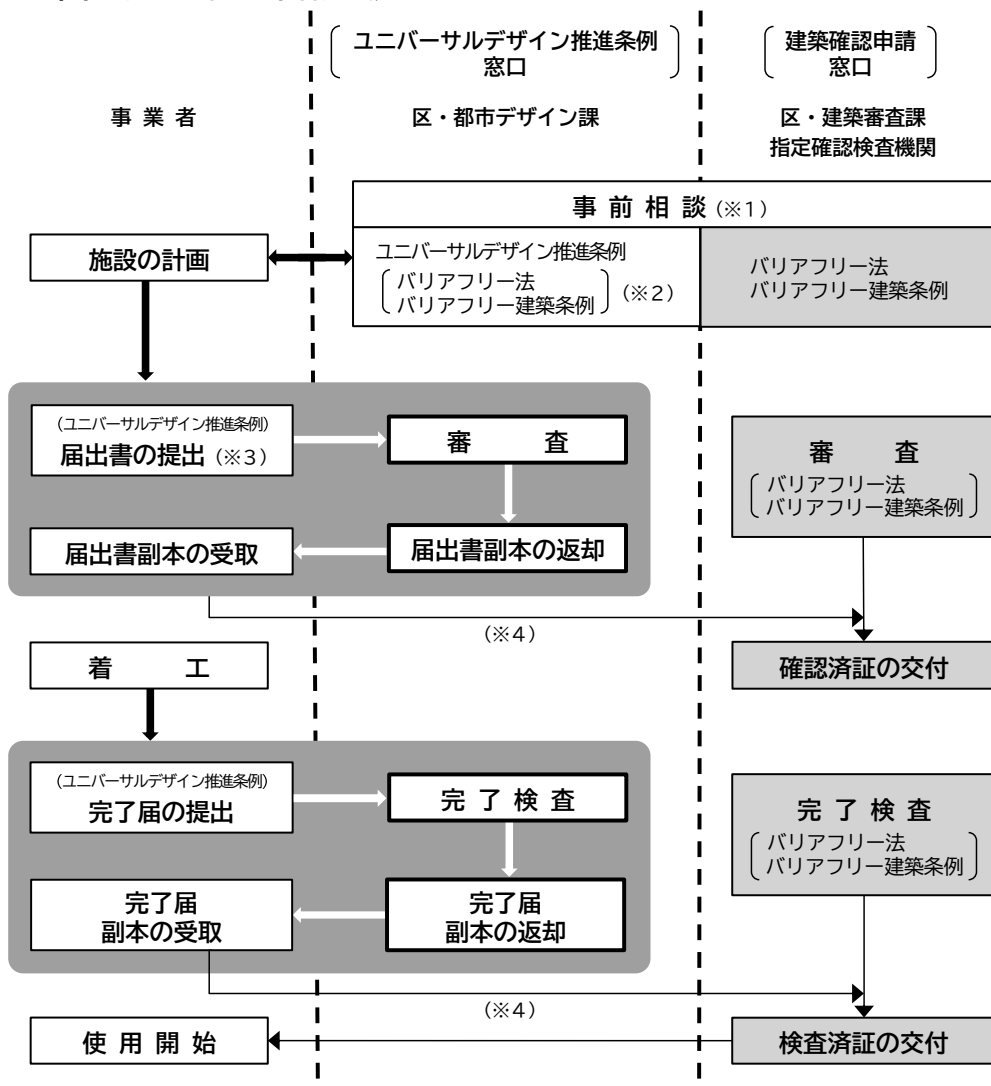 ユニバーサルデザイン推進条例
窓口
建築確認申請
窓口
事業者
区・都市デザイン課
区・建築審査課
指定確認検査機関
事前相談(※1)
施設の計画
ユニバーサルデザイン推進条例
バリアフリー法
バリアフリー建築条例
(※2)
バリアフリー法
バリアフリー建築条例
(ユニバーサルデザイン推進条例)
届出書の提出(※3)
審査
審査
バリアフリー法
バリアフリー建築条例
届出書副本の受取
届出書副本の返却
(※4)
着工
確認済証の交付
(ユニバーサルデザイン推進条例)
完了届の提出
完了検査
完了検査
バリアフリー法
バリアフリー建築条例
完了届
副本の受取
完了届
副本の返却
(※4)
使用開始
検査済証の交付